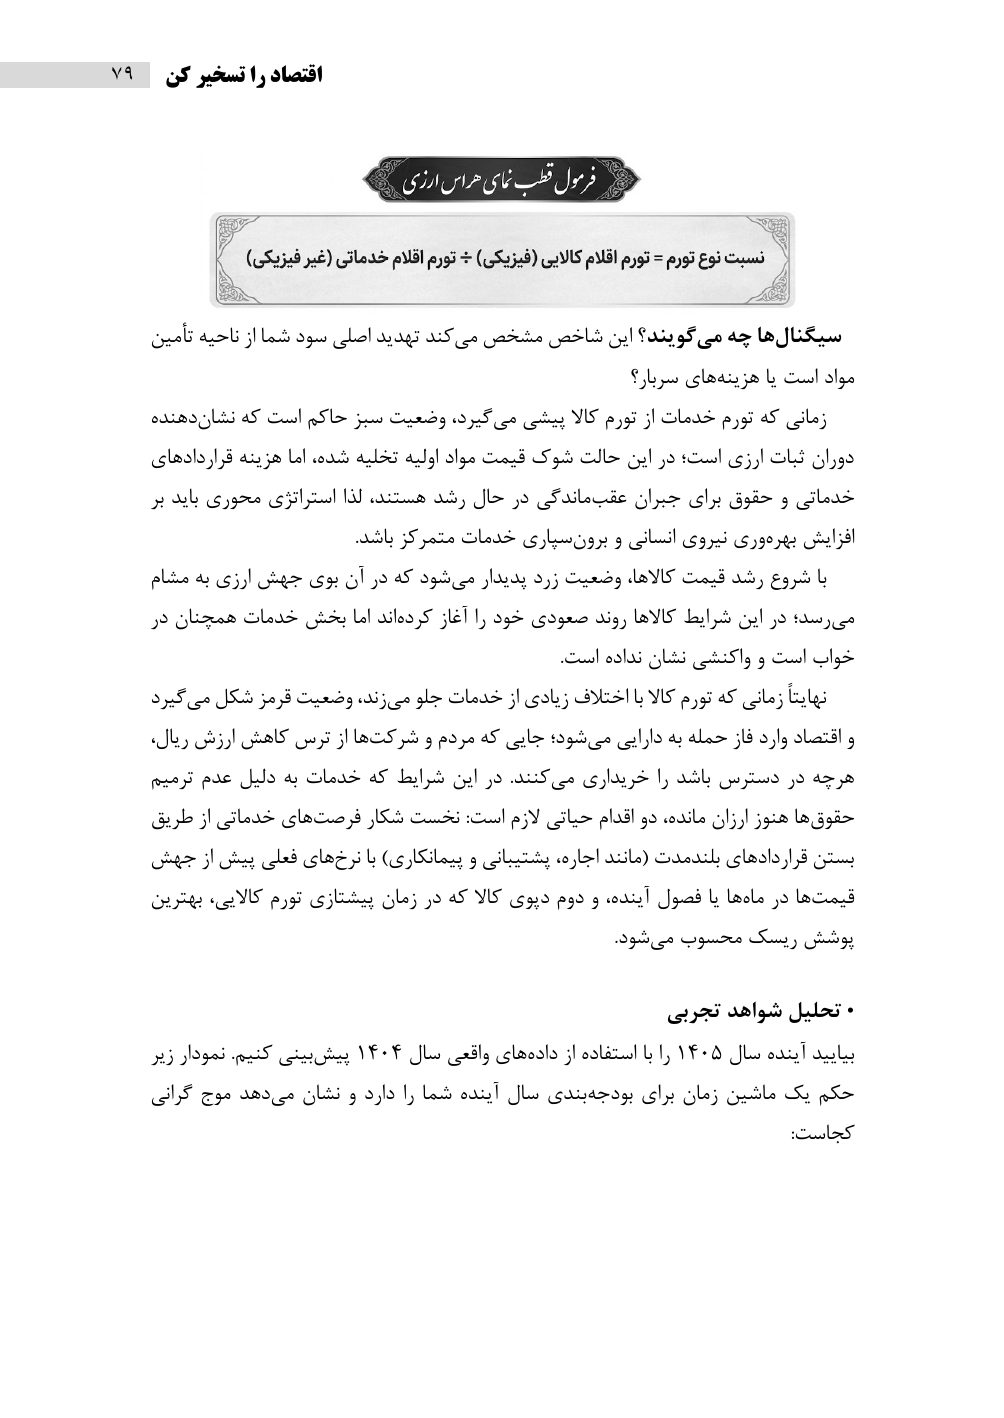 اقتصاد را تسخیر کن ۷۹
فرمول قطب نمای هراس ارزی
نسبت نوع تورم = تورم اقلام کالایی (فیزیکی) ÷ تورم اقلام خدماتی (غیر فیزیکی)
سیگنال‌ها چه می‌گویند؟ این شاخص مشخص می‌کند تهدید اصلی سود شما از ناحیه تأمین
مواد است یا هزینه‌های سربار؟
زمانی که تورم خدمات از تورم کالا پیشی می‌گیرد، وضعیت سبز حاکم است که نشان‌دهنده
دوران ثبات ارزی است؛ در این حالت شوک قیمت مواد اولیه تخلیه شده، اما هزینه قراردادهای
خدماتی و حقوق برای جبران عقب‌ماندگی در حال رشد هستند، لذا استراتژی محوری باید بر
افزایش بهره‌وری نیروی انسانی و برون‌سپاری خدمات متمرکز باشد.
با شروع رشد قیمت کالاها، وضعیت زرد پدیدار می‌شود که در آن بوی جهش ارزی به مشام
می‌رسد؛ در این شرایط کالاها روند صعودی خود را آغاز کرده‌اند اما بخش خدمات همچنان در
خواب است و واکنشی نشان نداده است.
نهایتاً زمانی که تورم کالا با اختلاف زیادی از خدمات جلو می‌زند، وضعیت قرمز شکل می‌گیرد
و اقتصاد وارد فاز حمله به دارایی می‌شود؛ جایی که مردم و شرکت‌ها از ترس کاهش ارزش ریال،
هرچه در دسترس باشد را خریداری می‌کنند. در این شرایط که خدمات به دلیل عدم ترمیم
حقوق‌ها هنوز ارزان مانده، دو اقدام حیاتی لازم است: نخست شکار فرصت‌های خدماتی از طریق
بستن قراردادهای بلندمدت (مانند اجاره، پشتیبانی و پیمانکاری) با نرخ‌های فعلی پیش از جهش
قیمت‌ها در ماه‌ها یا فصول آینده، و دوم دپوی کالا که در زمان پیشتازی تورم کالایی، بهترین
پوشش ریسک محسوب می‌شود.
• تحلیل شواهد تجربی
بیایید آینده سال ۱۴۰۵ را با استفاده از داده‌های واقعی سال ۱۴۰۴ پیش‌بینی کنیم. نمودار زیر
حکم یک ماشین زمان برای بودجه‌بندی سال آینده شما را دارد و نشان می‌دهد موج گرانی
کجاست: